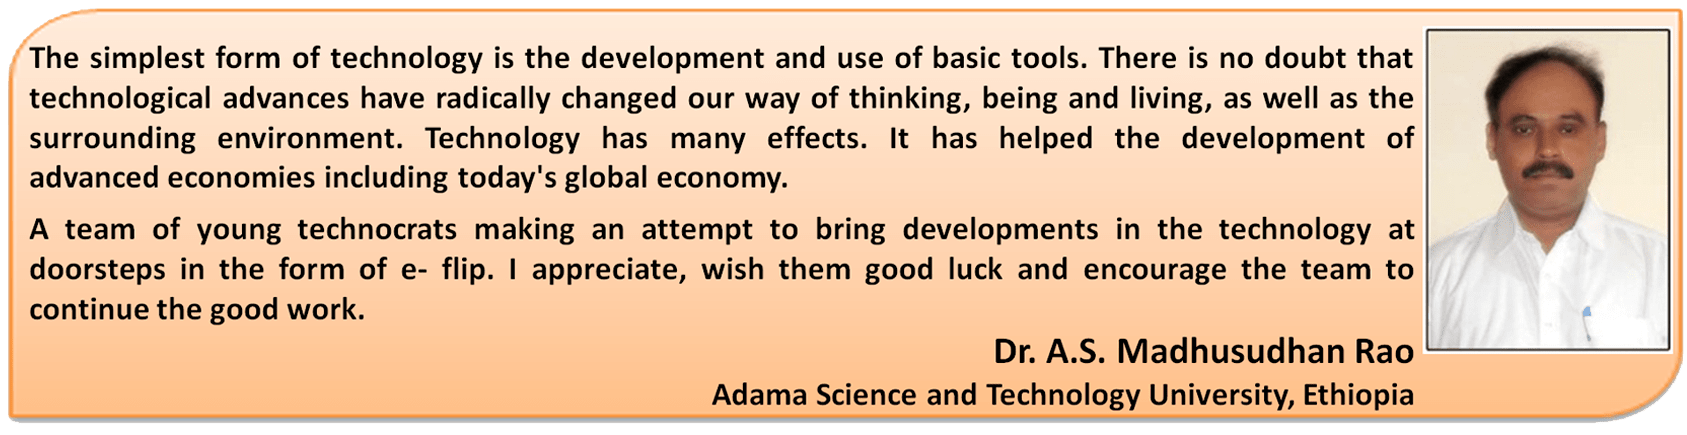 The simplest form of technology is the development and use of basic tools. There is no doubt that
technological advances have radically changed our way of thinking, being and living, as well as the
surrounding environment. Technology has many effects. It has helped the development of
advanced economies including today's global economy.
A team of young technocrats making an attempt to bring developments in the technology at
doorsteps in the form of e- flip. I appreciate, wish them good luck and encourage the team to
continue the good work.
Dr. A.S. Madhusudhan Rao
Adama Science and Technology University, Ethiopia